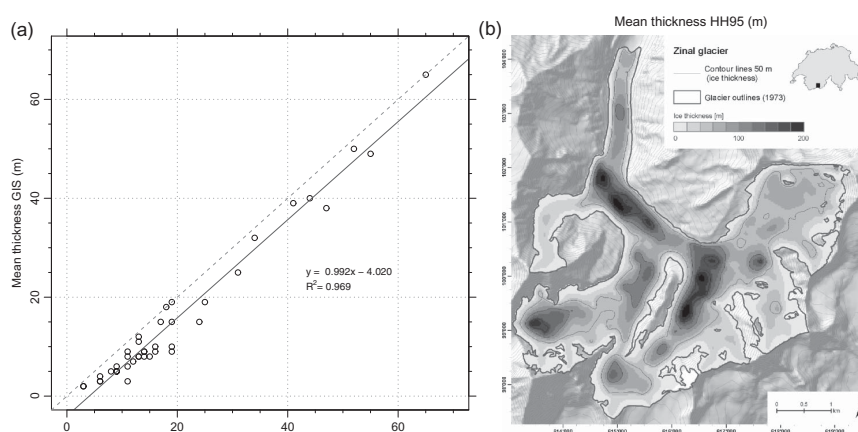 (a)
Mean thickness GIS (m)
60
40
20
0
y = 0.992x – 4.020
R2= 0.969
0
20
40
60
(b)
Mean thickness HH95 (m)
Zinal glacier
Contour lines 50 m
(ice thickness)
Glacier outlines (1973)
Ice thickness [m]
0
100
200
0
0.5
1
km